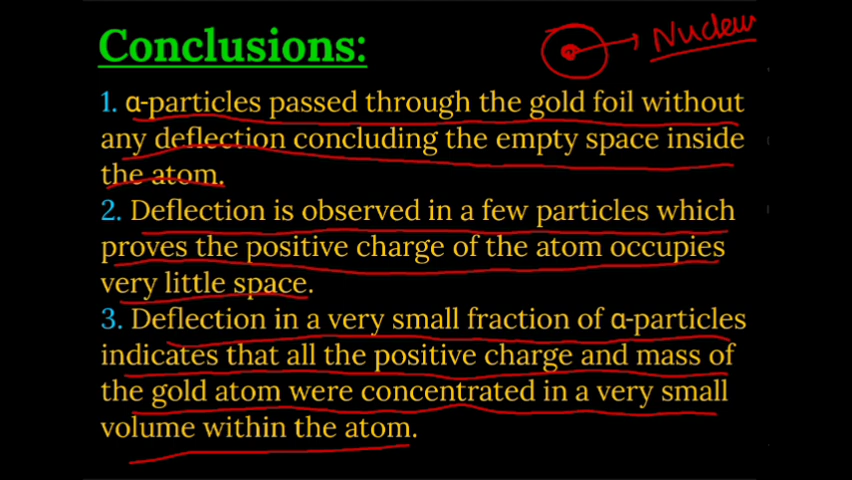 Conclusions:
Nucleus
1. α-particles passed through the gold foil without
any deflection concluding the empty space inside
the atom.
2. Deflection is observed in a few particles which
proves the positive charge of the atom occupies
very little space.
3. Deflection in a very small fraction of α-particles
indicates that all the positive charge and mass of
the gold atom were concentrated in a very small
volume within the atom.